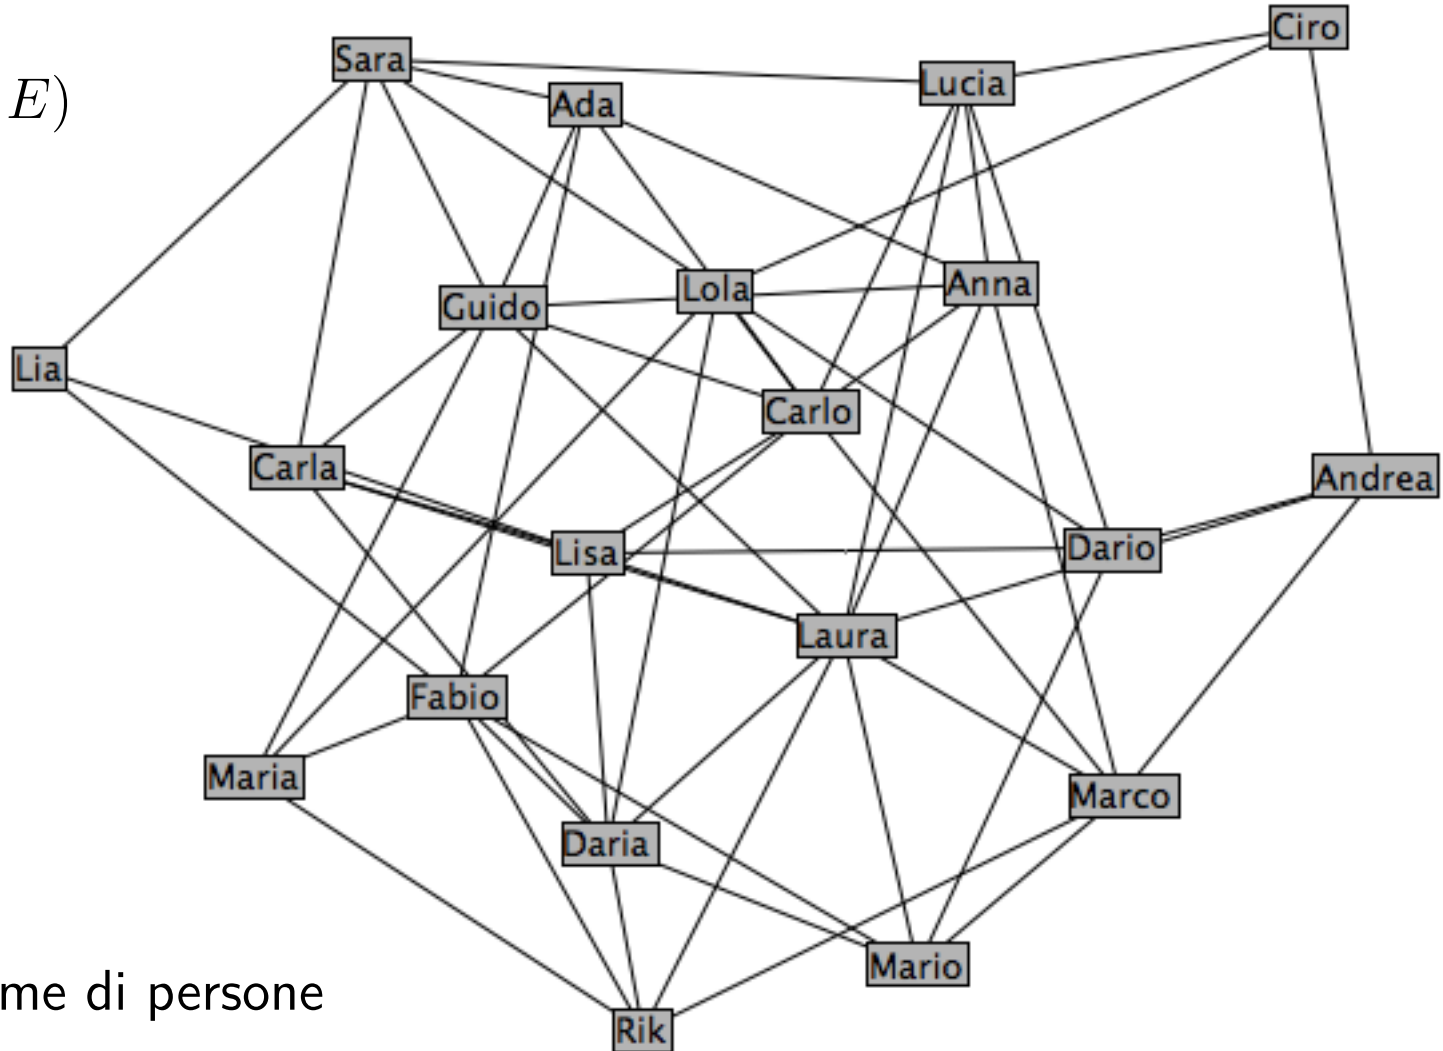 Ciro
Sara
Lucia
E)
Ada
Anna
Lola
Guido
Lia
Carlo
Carla
Andrea
Lisa
Dario
Laura
Fabio
Maria
Marco
Daria
Mario
me di persone
Rik